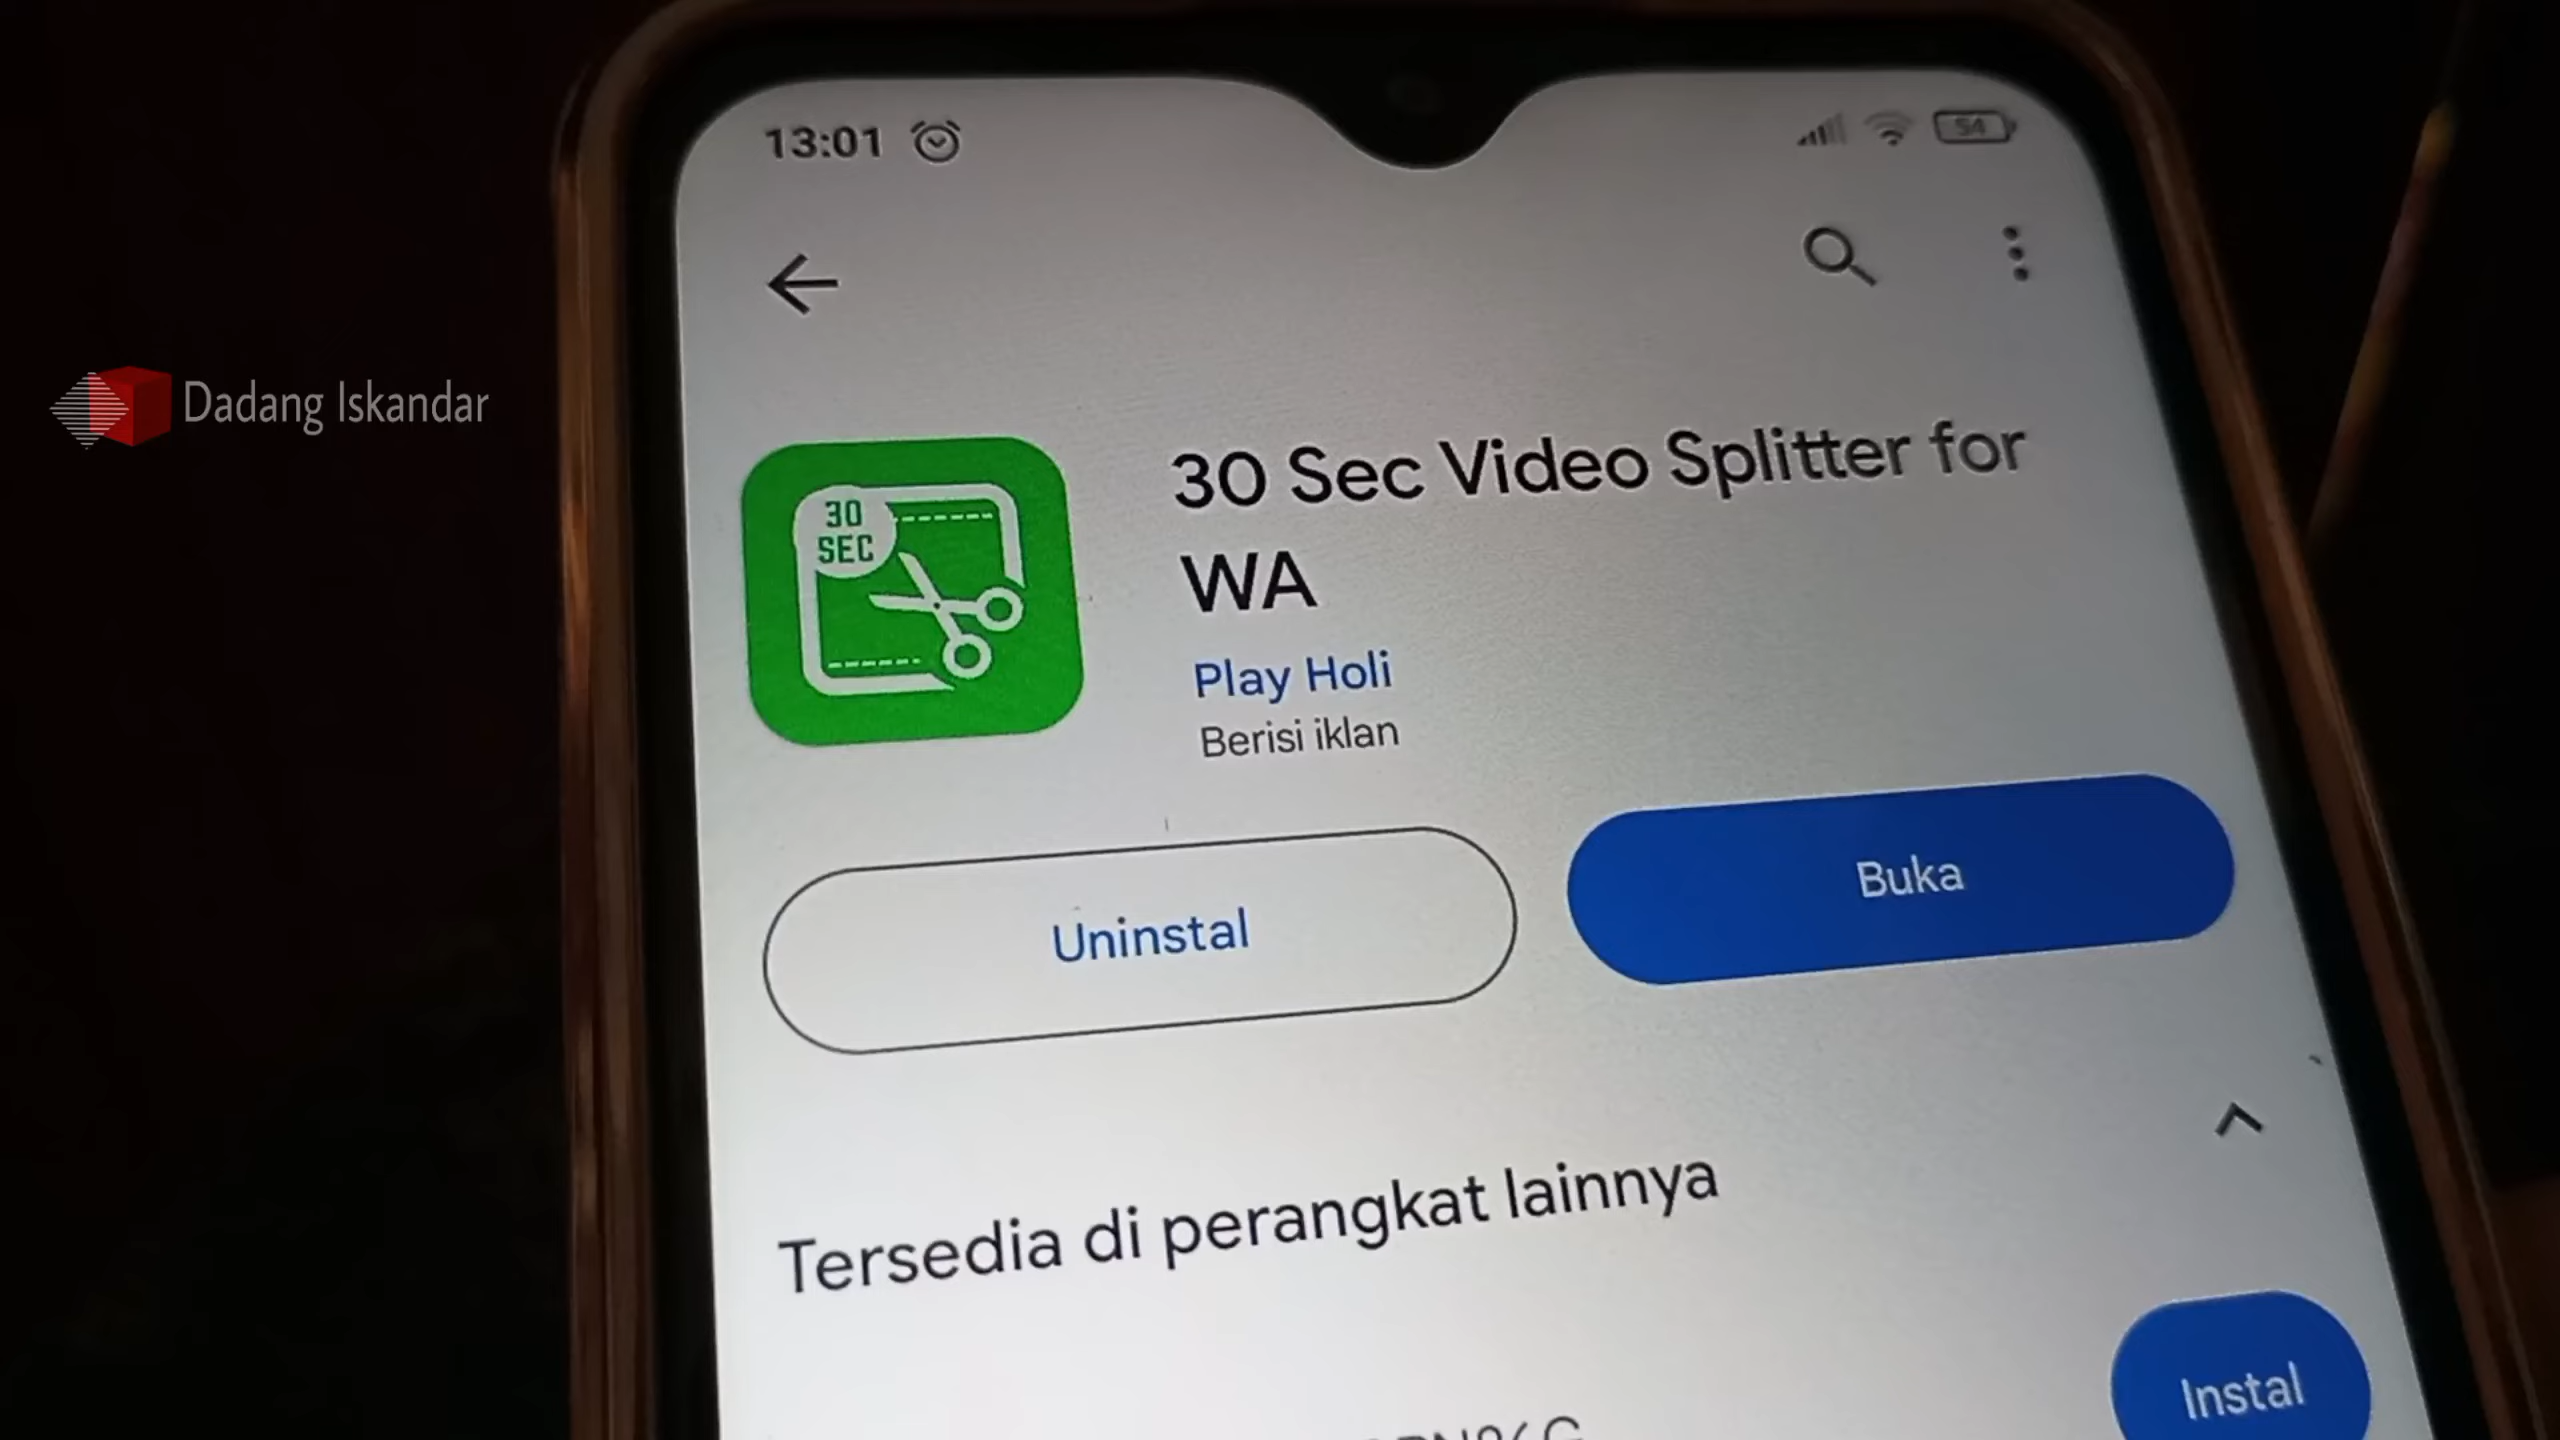 13:01
54
Dadang Iskandar
30 SEC
30 Sec Video Splitter for
WA
Play Holi
Berisi iklan
Uninstal
Buka
Tersedia di perangkat lainnya
Instal